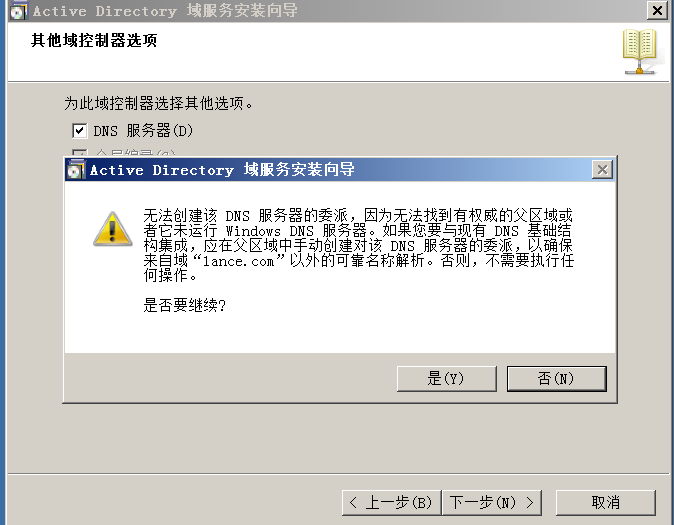 Active Directory 域服务安装向导
其他域控制器选项
为此域控制器选择其他选项。
DNS 服务器(D)
Active Directory 域服务安装向导
无法创建该 DNS 服务器的委派，因为无法找到有权威的父区域或
者它未运行 Windows DNS 服务器。如果您要与现有 DNS 基础结
构集成，应在父区域中手动创建对该 DNS 服务器的委派，以确保
来自域“lance.com”以外的可靠名称解析。否则，不需要执行任
何操作。
是否要继续？
是(Y)
否(N)
< 上一步(B)
下一步(N) >
取消